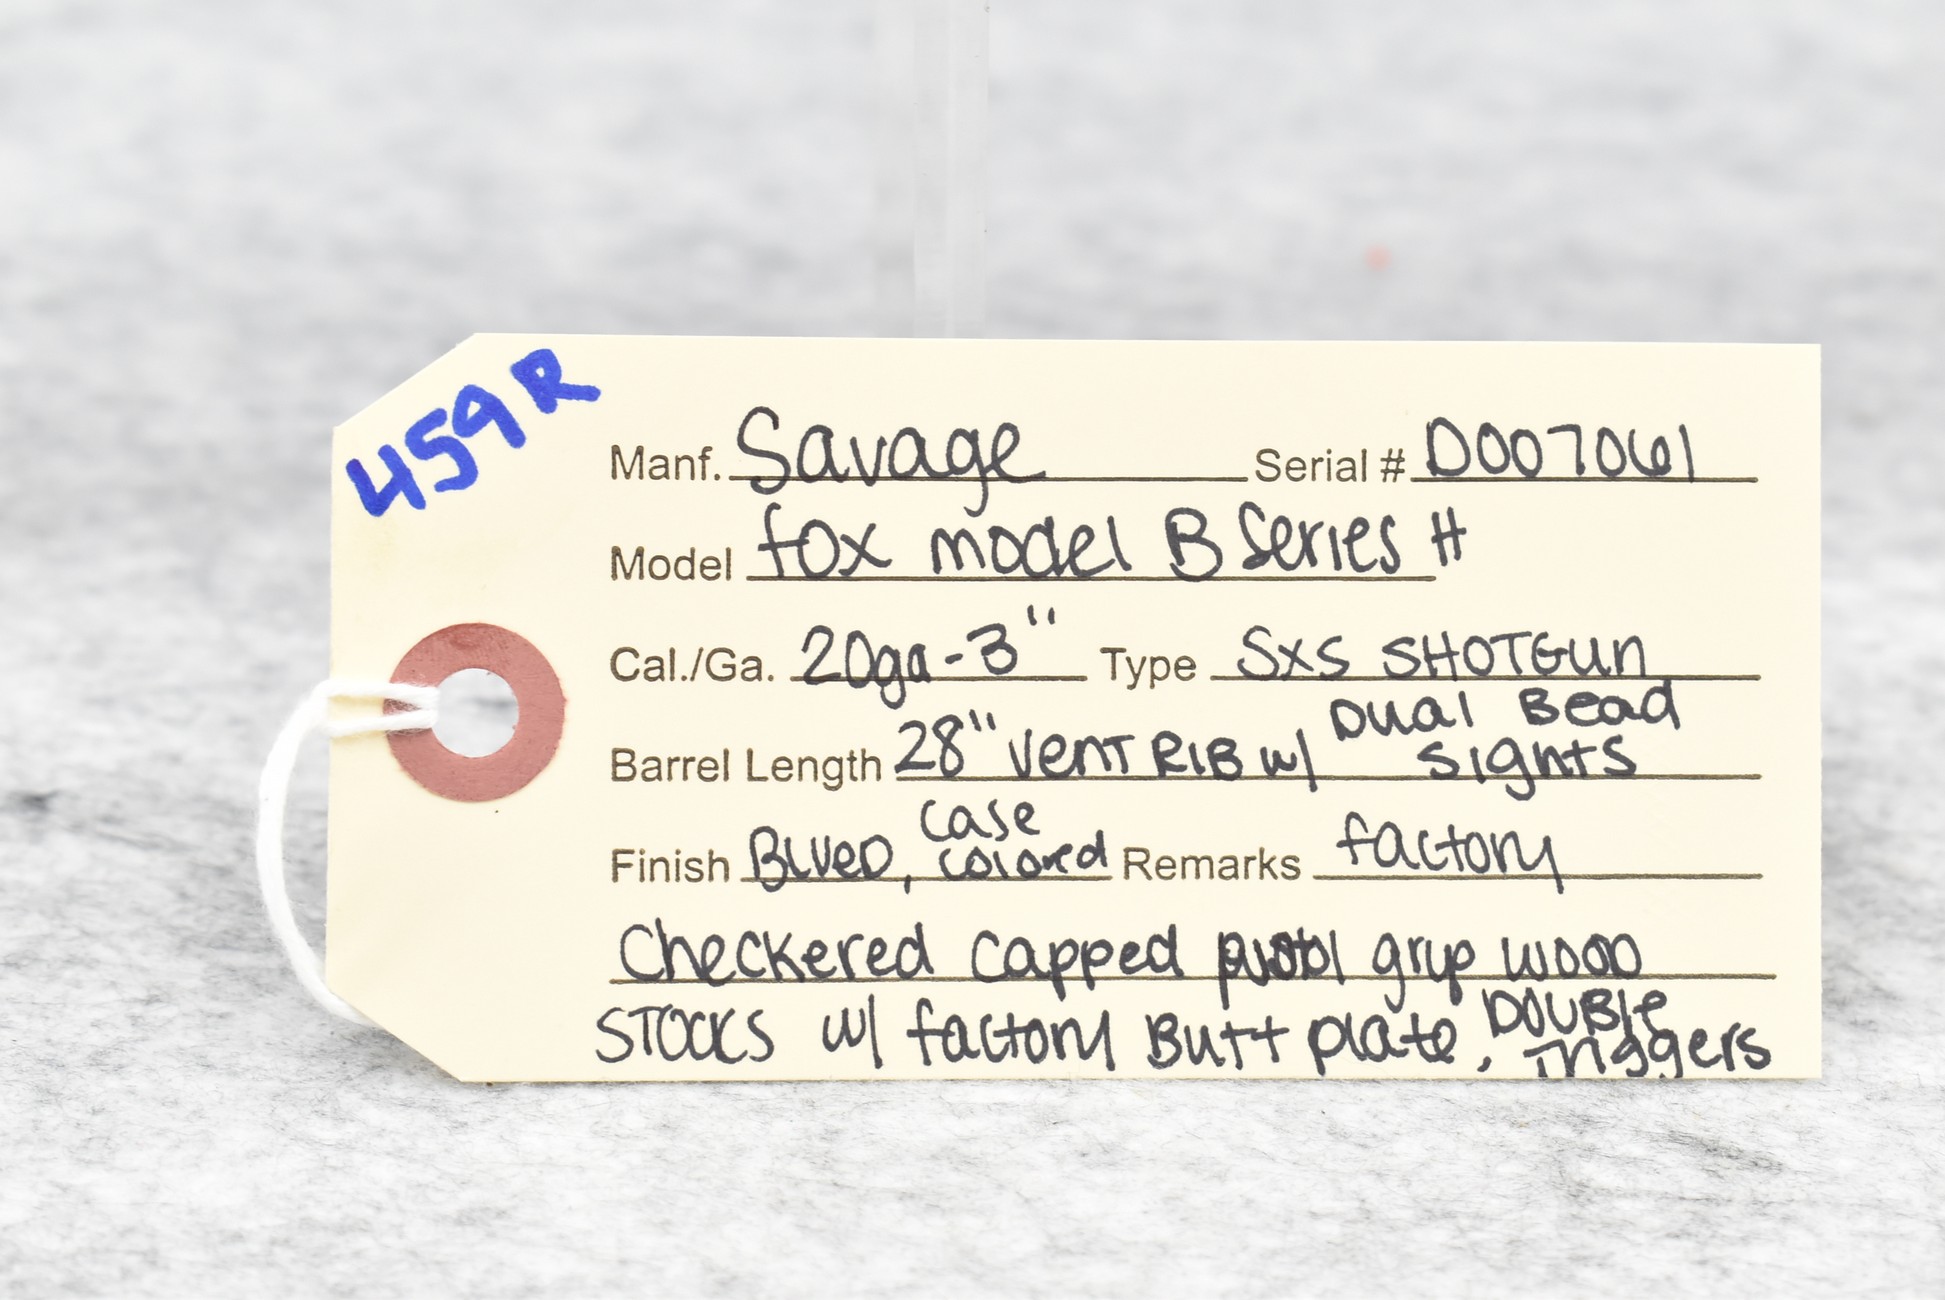 459R
Manf. Savage Serial # D007061
Model fox model B Series H
Cal./Ga. 20ga-3" Type SxS SHOTGUN
Barrel Length 28" VENT RIB w/ Dual Bead Sights
Finish Blued, case colored Remarks factory
Checkered capped pistol grip wood
STOCKS w/ factory Butt plate, Double Triggers